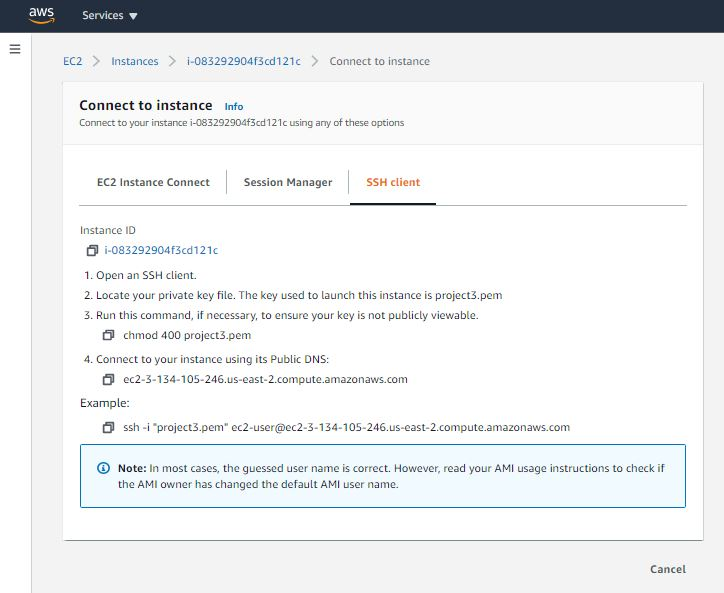 aws
Services
EC2 > Instances > i-083292904f3cd121c > Connect to instance
Connect to instance Info
Connect to your instance i-083292904f3cd121c using any of these options
EC2 Instance Connect
Session Manager
SSH client
Instance ID
i-083292904f3cd121c
1. Open an SSH client.
2. Locate your private key file. The key used to launch this instance is project3.pem
3. Run this command, if necessary, to ensure your key is not publicly viewable.
chmod 400 project3.pem
4. Connect to your instance using its Public DNS:
ec2-3-134-105-246.us-east-2.compute.amazonaws.com
Example:
ssh -i "project3.pem" ec2-user@ec2-3-134-105-246.us-east-2.compute.amazonaws.com
Note: In most cases, the guessed user name is correct. However, read your AMI usage instructions to check if
the AMI owner has changed the default AMI user name.
Cancel